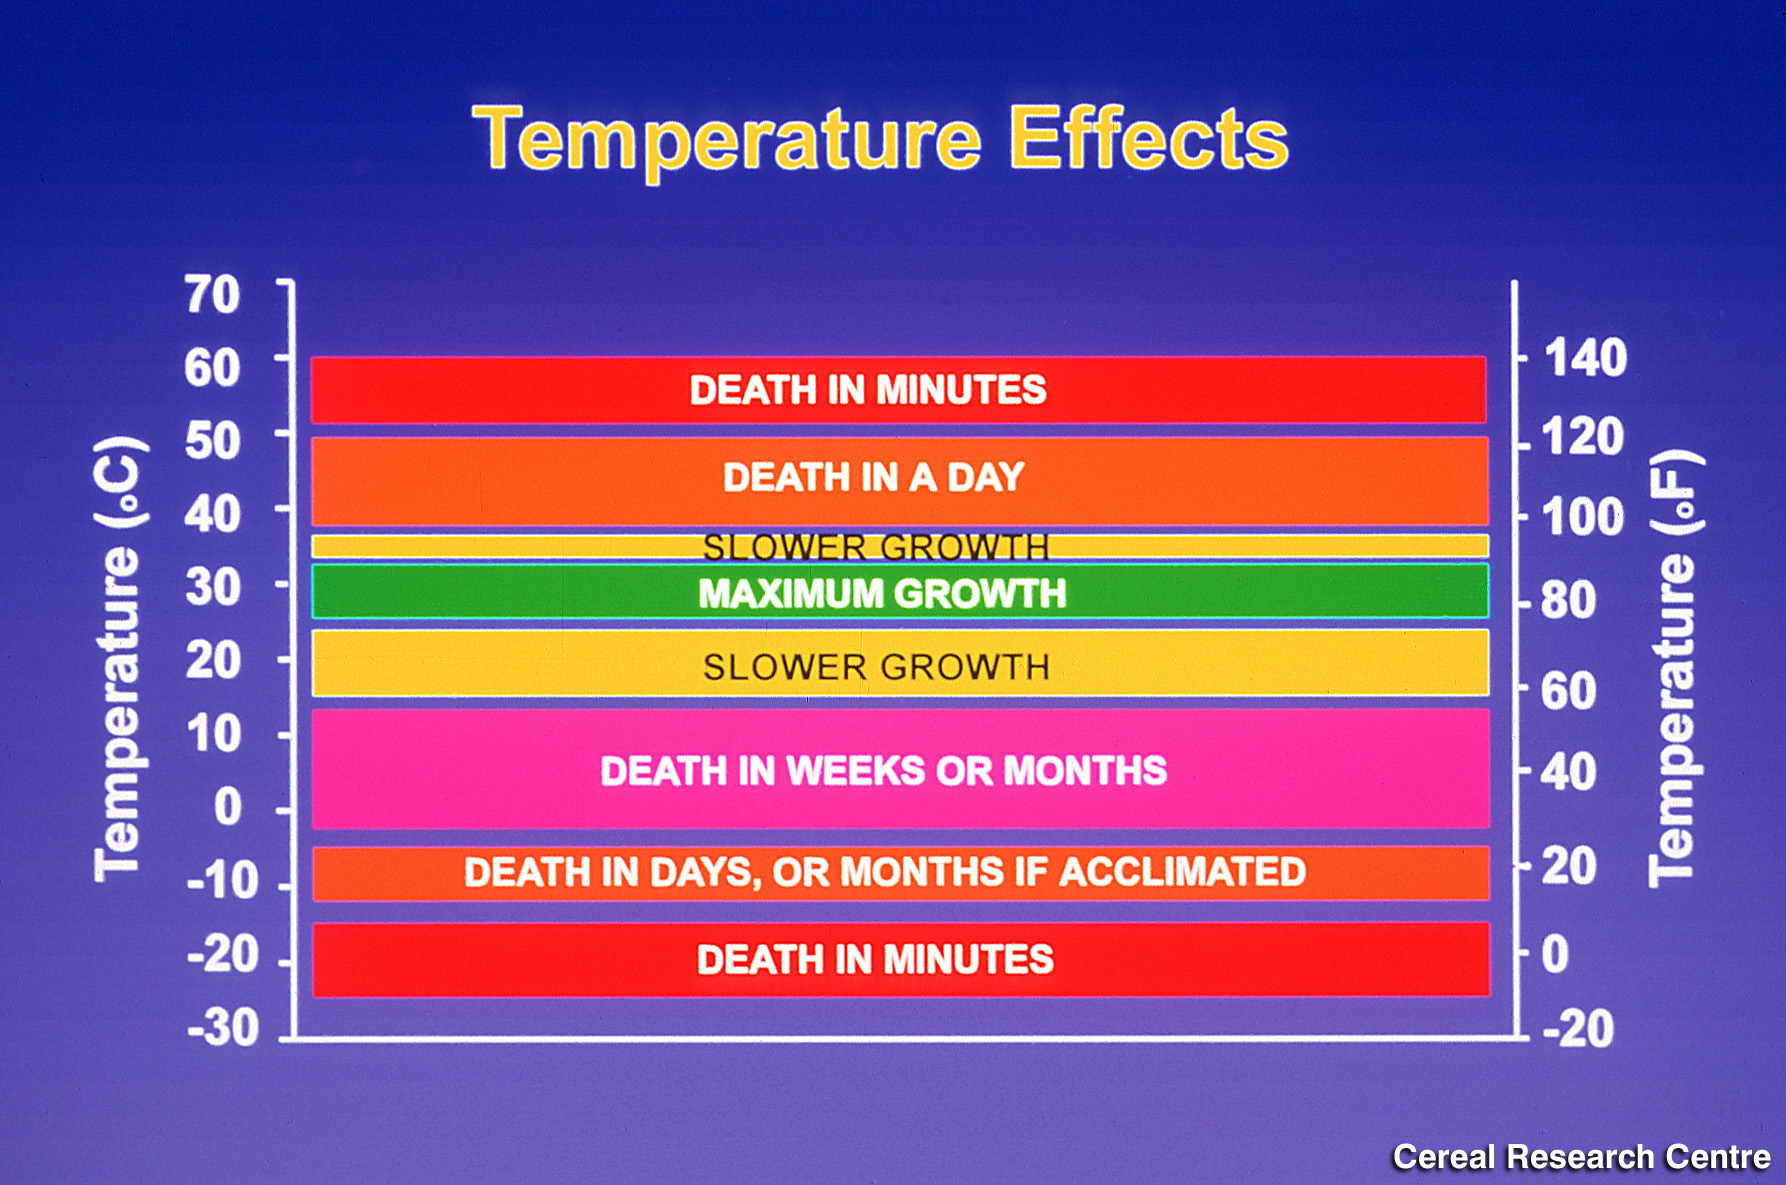 Temperature Effects
Temperature (°C)
70
60
50
40
30
20
10
0
-10
-20
-30
DEATH IN MINUTES
DEATH IN A DAY
SLOWER GROWTH
MAXIMUM GROWTH
SLOWER GROWTH
DEATH IN WEEKS OR MONTHS
DEATH IN DAYS, OR MONTHS IF ACCLIMATED
DEATH IN MINUTES
140
120
100
80
60
40
20
0
-20
Temperature (°F)
Cereal Research Centre